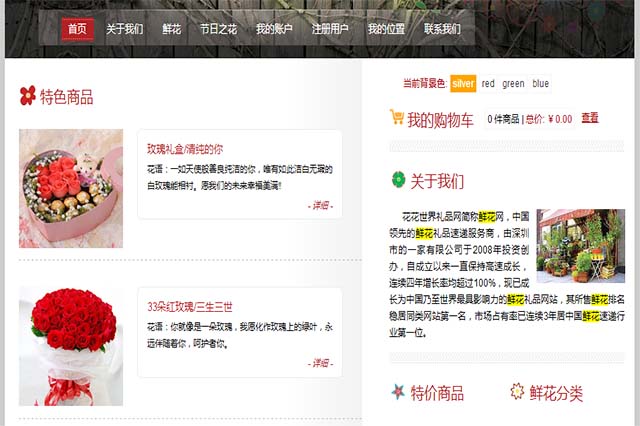 首页 关于我们 鲜花 节日之花 我的账户 注册用户 我的位置 联系我们
特色商品
玫瑰礼盒/清纯的你
花语：一如天使般善良纯洁的你，唯有如此洁白无瑕的
白玫瑰能相衬。愿我们的未来幸福美满!
- 详细 -
33朵红玫瑰/三生三世
花语：你就像是一朵玫瑰，我愿化作玫瑰上的绿叶，永
远伴随着你，呵护着你。
- 详细 -
当前背景色: silver red green blue
我的购物车 0 件商品 | 总价: ¥ 0.00 查看
关于我们
花花世界礼品网简称鲜花网，中国
领先的鲜花礼品速递服务商，由深圳
市的一家有限公司于2008年投资创
办，自成立以来一直保持高速成长，
连续四年增长率均超过100%，现已成
长为中国乃至世界最具影响力的鲜花礼品网站，其所售鲜花排名
稳居同类网站第一名，市场占有率已连续3年居中国鲜花速递行
业第一位。
特价商品 鲜花分类